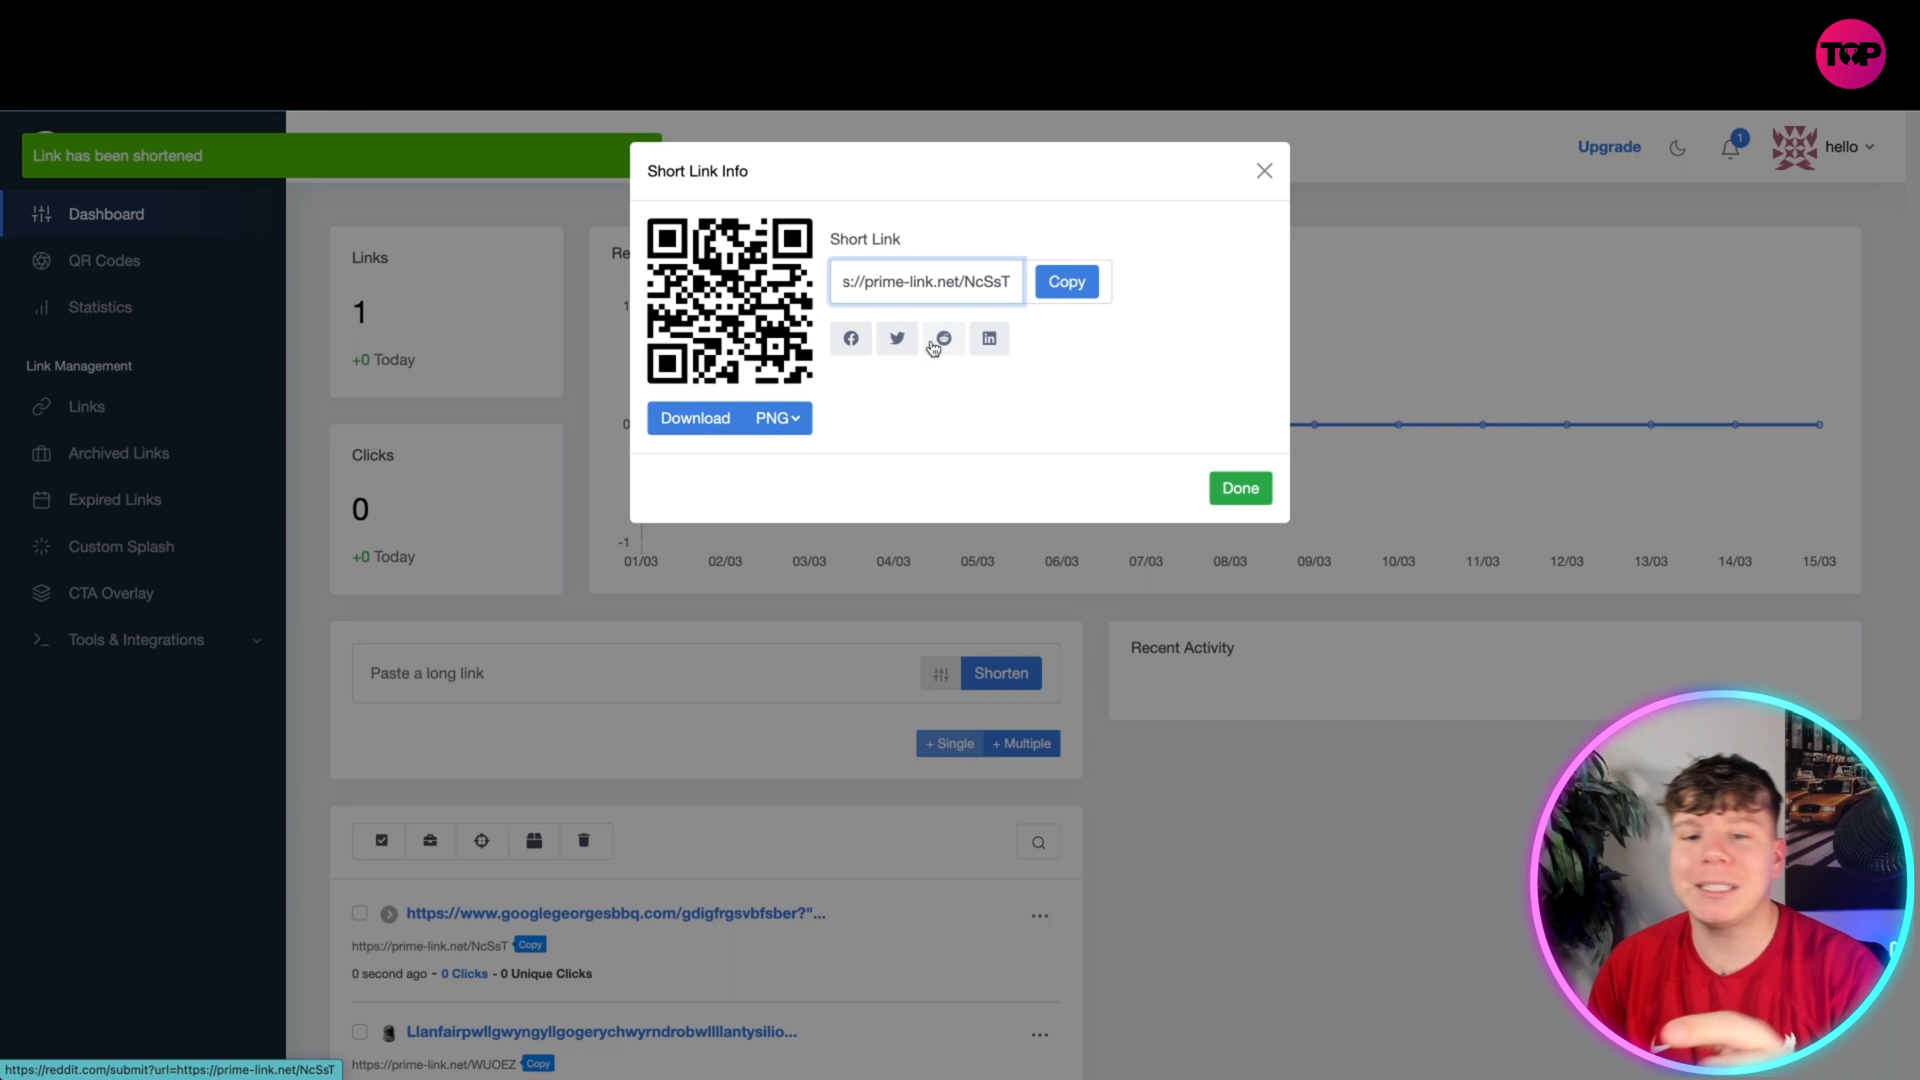 TOP
Link has been shortened
Upgrade
1
hello
Dashboard
QR Codes
Statistics
Link Management
Links
Archived Links
Expired Links
Custom Splash
CTA Overlay
Tools & Integrations
Links
1
+0 Today
Clicks
0
+0 Today
Re
1
0
-1
01/03 02/03 03/03 04/03 05/03 06/03 07/03 08/03 09/03 10/03 11/03 12/03 13/03 14/03 15/03
Short Link Info
Short Link
s://prime-link.net/NcSsT Copy
Download PNG
Done
Paste a long link Shorten
+ Single + Multiple
Recent Activity
https://www.googlegeorgesbbq.com/gdigfrgsvbfsber?"...
https://prime-link.net/NcSsT Copy
0 second ago - 0 Clicks - 0 Unique Clicks
Llanfairpwllgwyngyllgogerychwyrndrobwllllantysilio...
https://prime-link.net/WUOEZ Copy
https://reddit.com/submit?url=https://prime-link.net/NcSsT